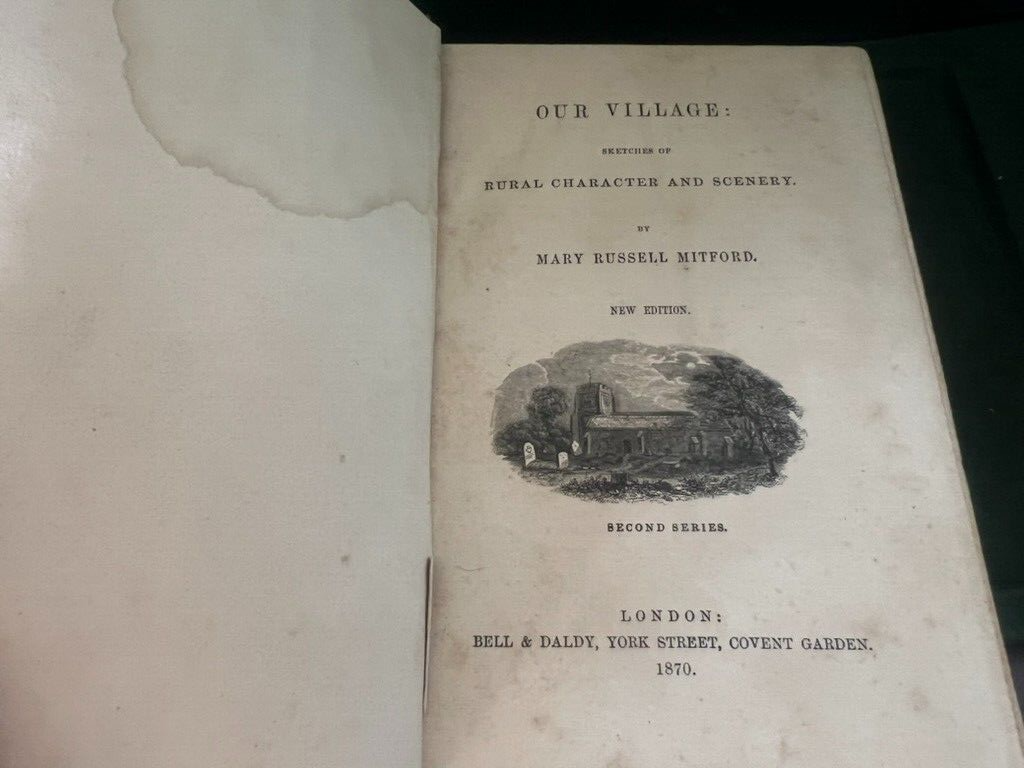 OUR VILLAGE:
SKETCHES OF
RURAL CHARACTER AND SCENERY.
BY
MARY RUSSELL MITFORD.
NEW EDITION.
SECOND SERIES.
LONDON:
BELL & DALDY, YORK STREET, COVENT GARDEN.
1870.